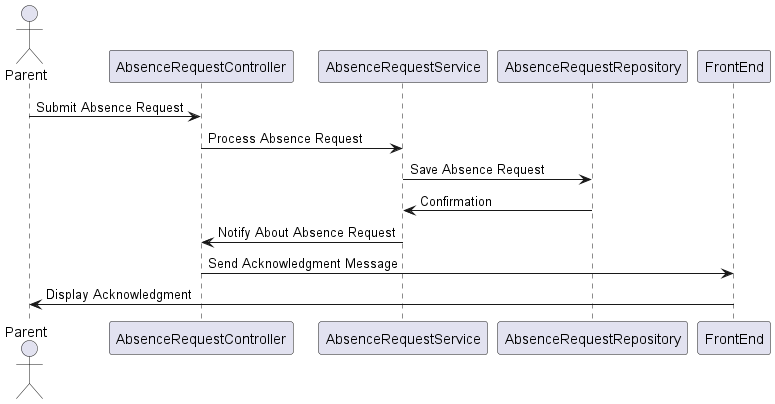 Parent
AbsenceRequestController
AbsenceRequestService
AbsenceRequestRepository
FrontEnd
Submit Absence Request
Process Absence Request
Save Absence Request
Confirmation
Notify About Absence Request
Send Acknowledgment Message
Display Acknowledgment
Parent
AbsenceRequestController
AbsenceRequestService
AbsenceRequestRepository
FrontEnd